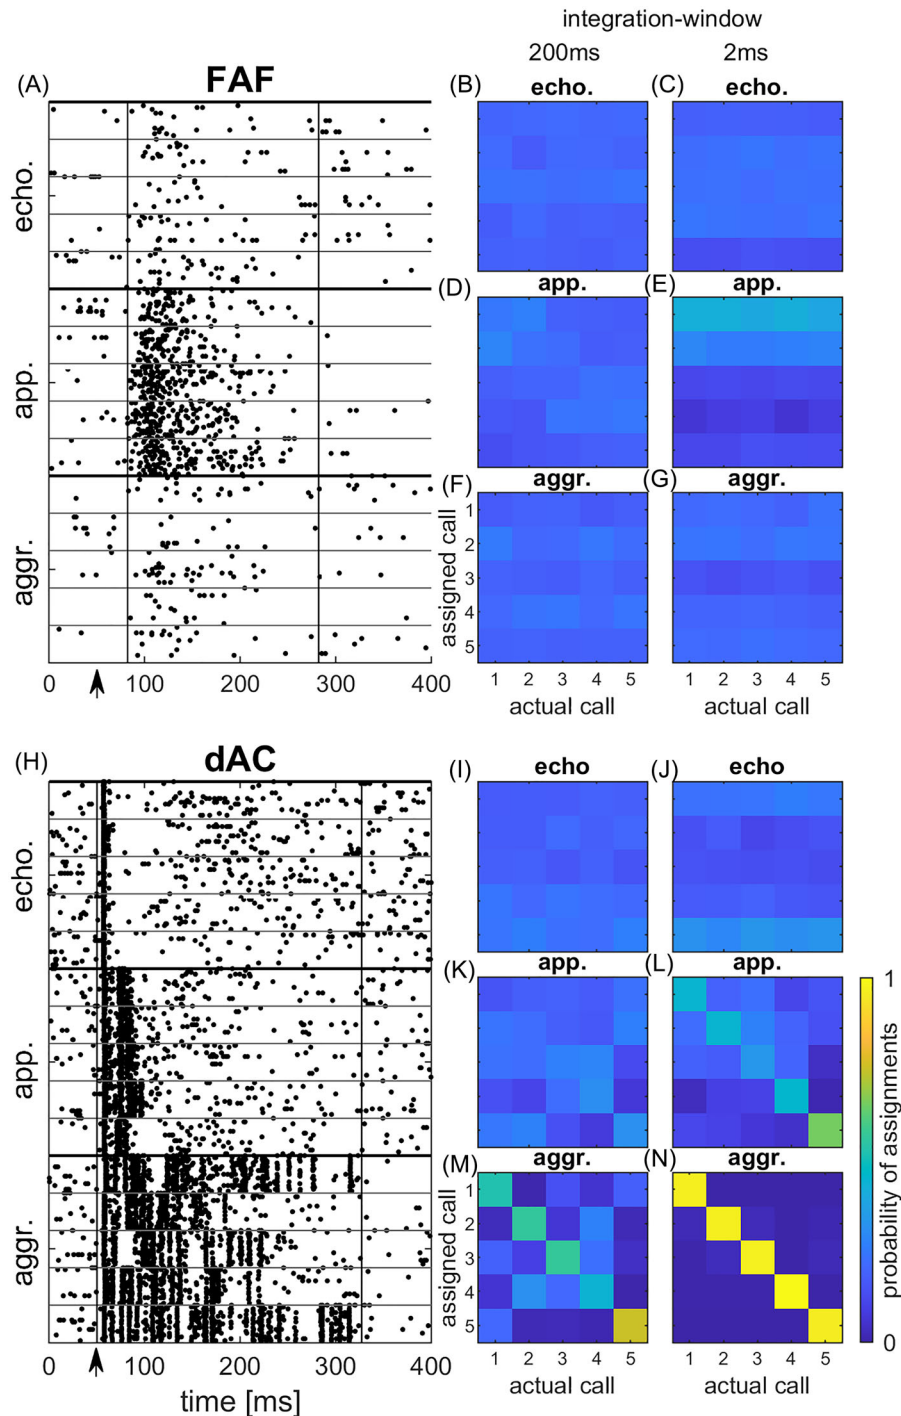 integration-window
200ms 2ms
(A) FAF (B) echo. (C) echo.
echo.
(D) app. (E) app.
app.
(F) aggr. (G) aggr.
aggr.
assigned call
1
2
3
4
5
0 100 200 300 400
1 2 3 4 5 1 2 3 4 5
actual call actual call
(H) dAC (I) echo (J) echo
echo.
(K) app. (L) app.
app.
(M) aggr. (N) aggr.
aggr.
assigned call
1
2
3
4
5
1
0
probability of assignments
0 100 200 300 400
1 2 3 4 5 1 2 3 4 5
time [ms] actual call actual call